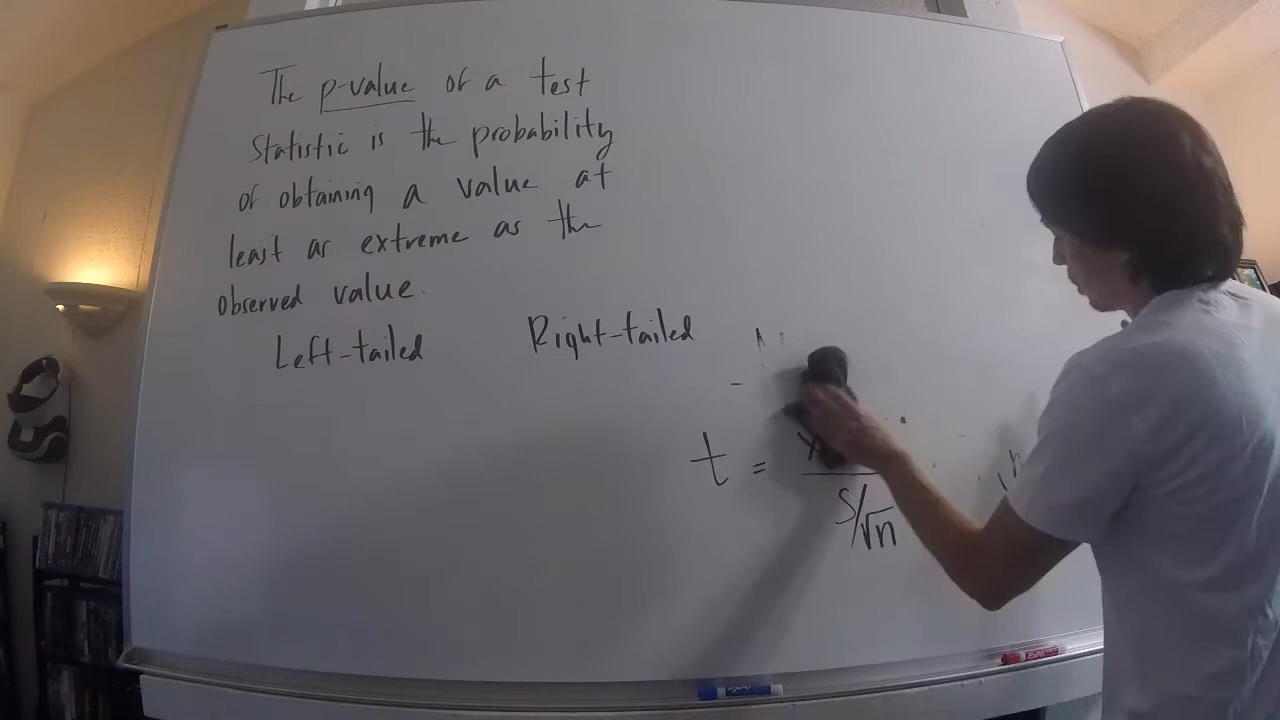 The p-value of a test
Statistic is the probability
of obtaining a value at
least as extreme as the
observed value.
Left-tailed Right-tailed
t =
S/√n